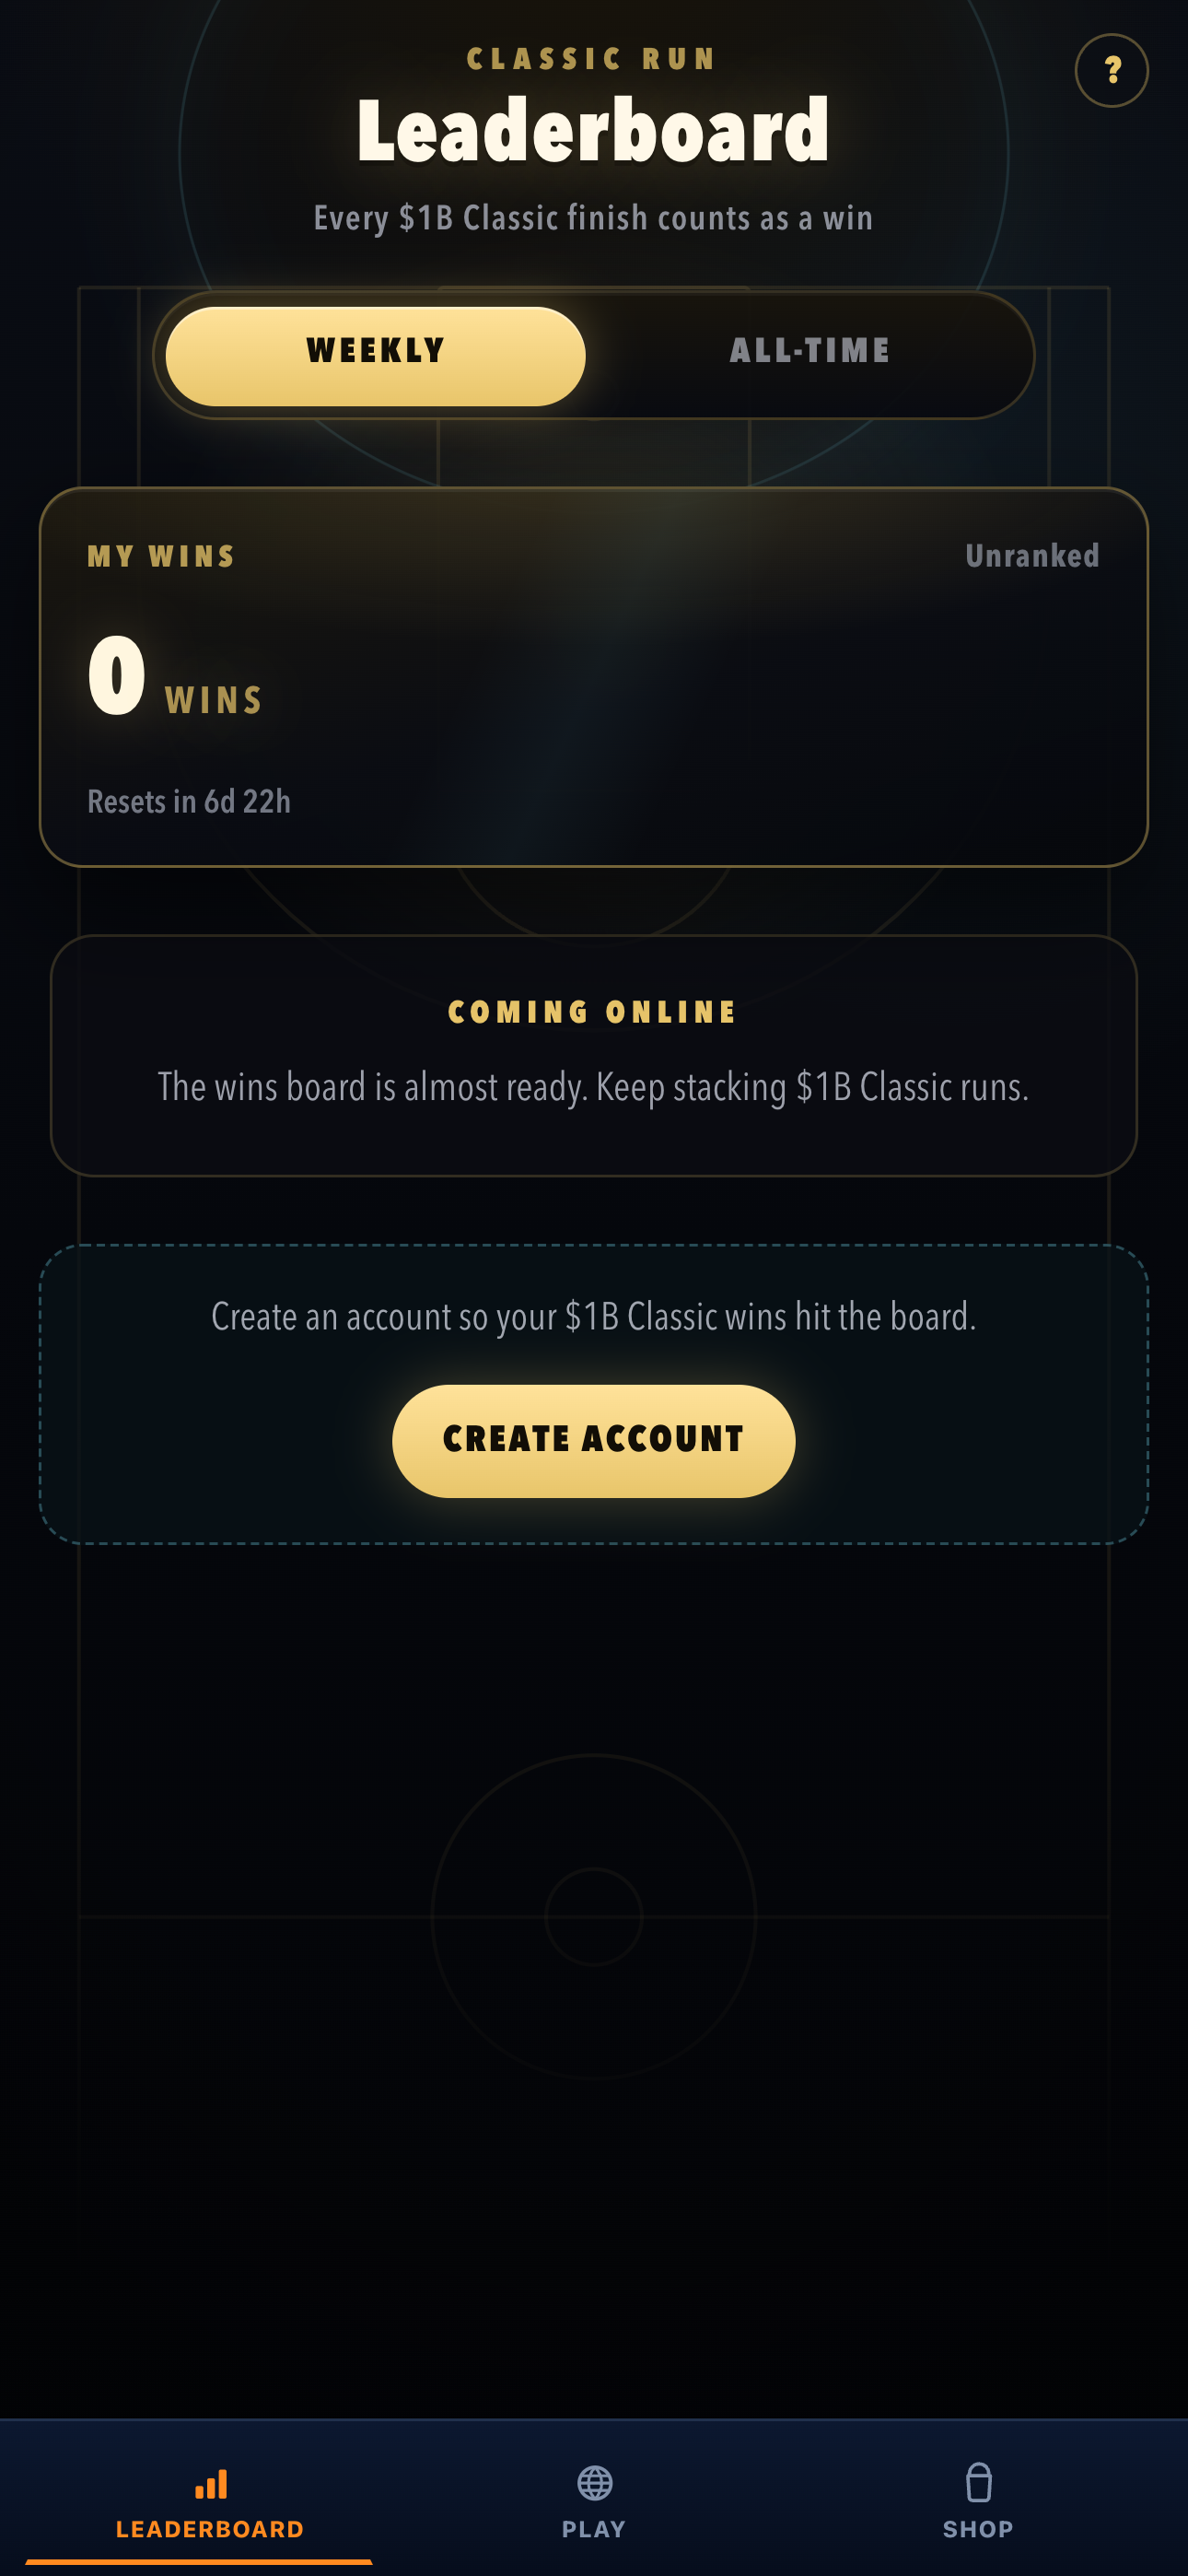 CLASSIC RUN
?
Leaderboard
Every $1B Classic finish counts as a win
WEEKLY
ALL-TIME
MY WINS
Unranked
0 WINS
Resets in 6d 22h
COMING ONLINE
The wins board is almost ready. Keep stacking $1B Classic runs.
Create an account so your $1B Classic wins hit the board.
CREATE ACCOUNT
LEADERBOARD
PLAY
SHOP